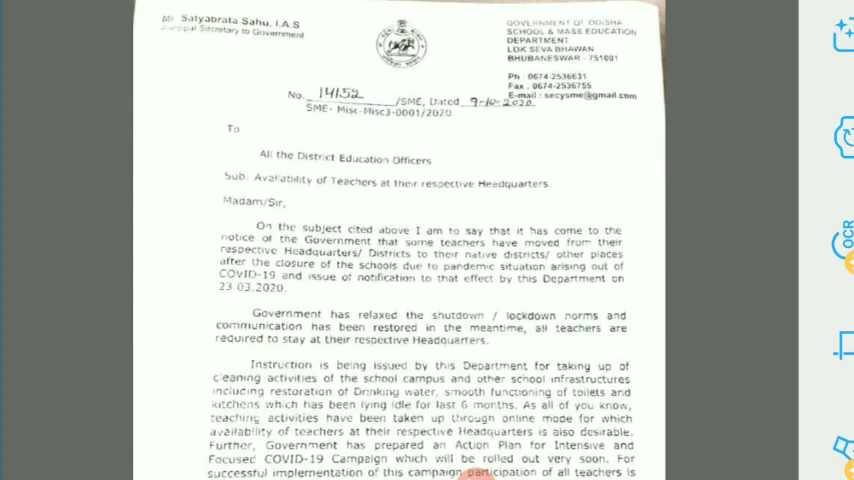 Mr. Satyabrata Sahu, I.A.S
Principal Secretary to Government
GOVERNMENT OF ODISHA
SCHOOL & MASS EDUCATION
DEPARTMENT
LOK SEVA BHAWAN
BHUBANESWAR - 751001
Ph : 0674-2536631
Fax : 0674-2536755
E-mail : secysme@gmail.com
No. 14152 /SME, Dated 9-10-2020
SME- Misc-Misc3-0001/2020
To
All the District Education Officers
Sub: Availability of Teachers at their respective Headquarters.
Madam/Sir,
On the subject cited above I am to say that it has come to the
notice of the Government that some teachers have moved from their
respective Headquarters/ Districts to their native districts/ other places
after the closure of the schools due to pandemic situation arising out of
COVID-19 and issue of notification to that effect by this Department on
23.03.2020.
Government has relaxed the shutdown / lockdown norms and
communication has been restored in the meantime, all teachers are
required to stay at their respective Headquarters.
Instruction is being issued by this Department for taking up of
cleaning activities of the school campus and other school infrastructures
including restoration of Drinking water, smooth functioning of toilets and
kitchens which has been lying idle for last 6 months. As all of you know,
teaching activities have been taken up through online mode for which
availability of teachers at their respective Headquarters is also desirable.
Further, Government has prepared an Action Plan for Intensive and
Focused COVID-19 Campaign which will be rolled out very soon. For
successful implementation of this campaign participation of all teachers is
OCR